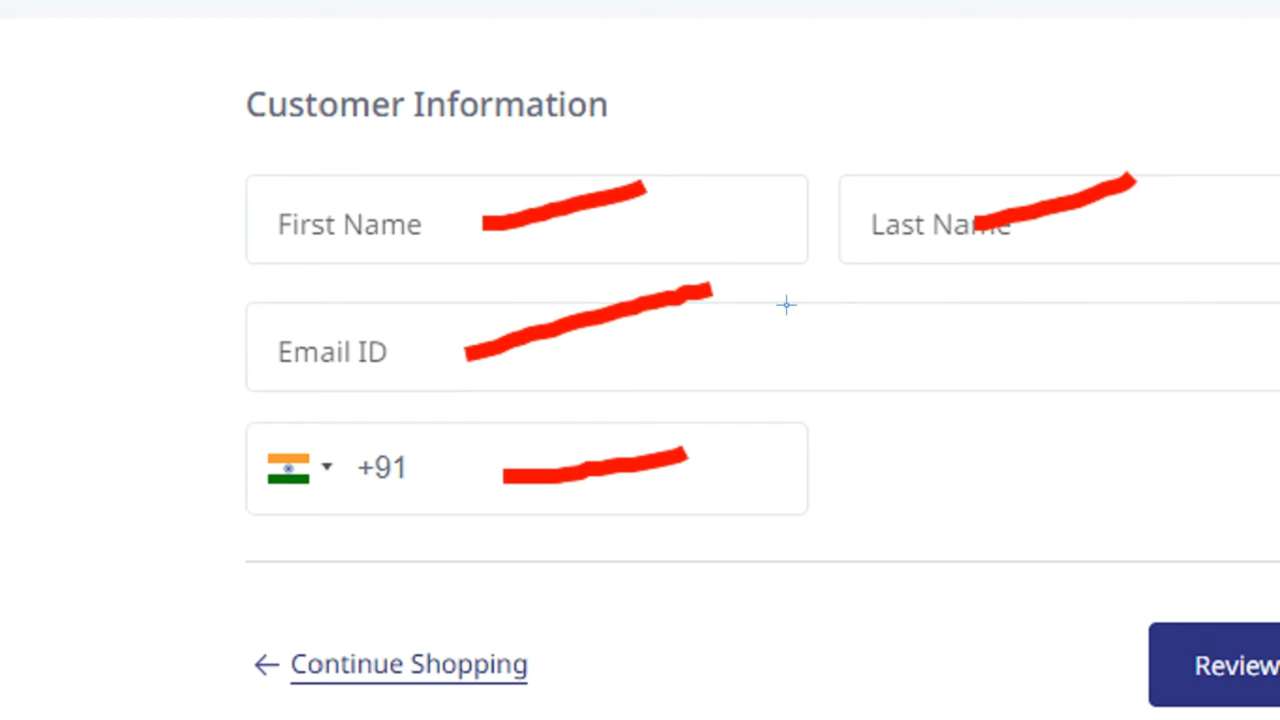 Customer Information
First Name
Last Name
Email ID
+91
Continue Shopping
Review